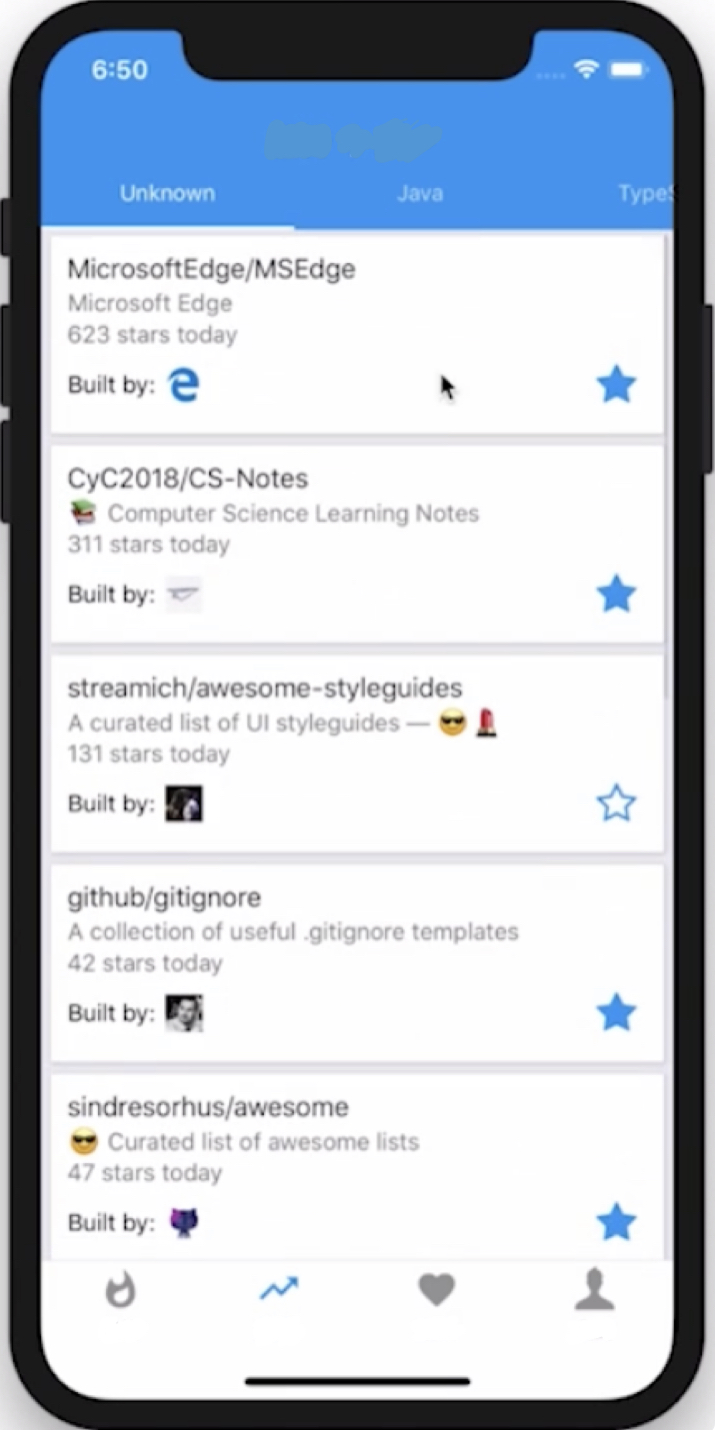 6:50
Unknown Java TypeS
MicrosoftEdge/MSEdge
Microsoft Edge
623 stars today
Built by:
CyC2018/CS-Notes
📚 Computer Science Learning Notes
311 stars today
Built by:
streamich/awesome-styleguides
A curated list of UI styleguides — 😎 💄
131 stars today
Built by:
github/gitignore
A collection of useful .gitignore templates
42 stars today
Built by:
sindresorhus/awesome
😎 Curated list of awesome lists
47 stars today
Built by: